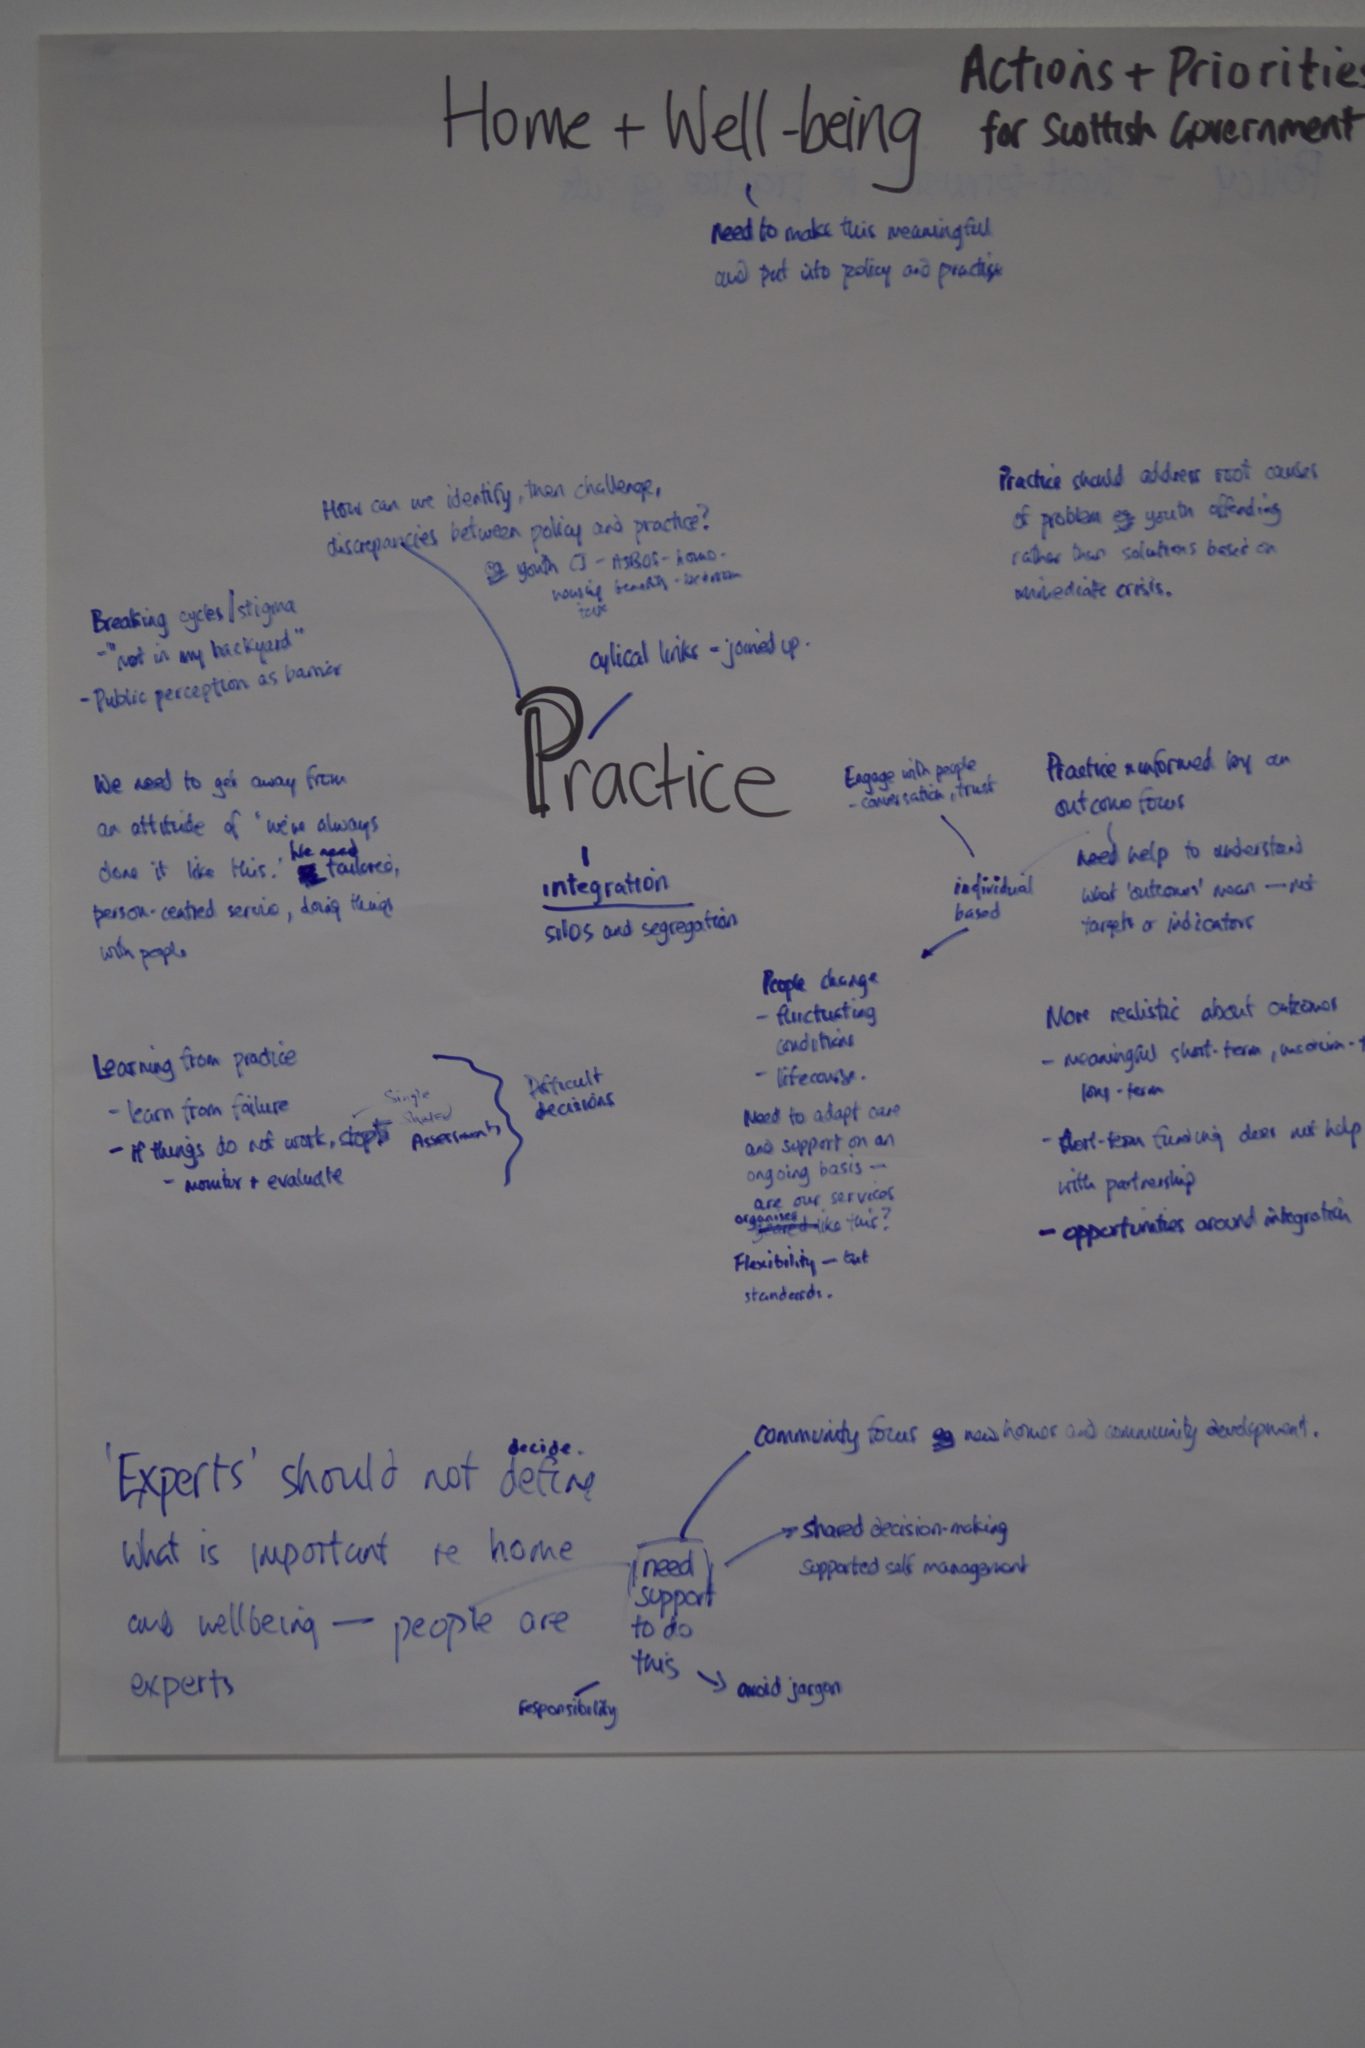 Home + Well-being
Actions + Priorities
for Scottish Government
Need to make this meaningful
and put into policy and practise
How can we identify, then challenge,
discrepancies between policy and practice?
eg youth CJ - ASBOS - home.
housing benefits - bedroom
tax
Practice should address root causes
of problem eg youth offending
rather than solutions based on
immediate crisis.
Breaking cycles/stigma
- "not in my backyard"
- Public perception as barrier
cylical links - joined up.
Practice
integration
silos and segregation
We need to get away from
an attitude of "we've always
done it like this.' We need tailored,
person-centred service, doing things
with people
Engage with people
- conversation, trust
individual
based
Practice informed by an
outcome focus
Need help to understand
what 'outcomes' mean — not
targets or indicators
People change
- fluctuating
conditions
- lifecourse.
Need to adapt care
and support on an
ongoing basis —
are our services
organised
geared like this?
Flexibility — but
standards.
More realistic about outcomes
- meaningful short-term,
long-term
- short-term funding does not help
with partnership
- opportunities around integration
Learning from practice
- learn from failure
- If things do not work, stop
- monitor + evaluate
Single
Shared
Assessments
Difficult
decisions
decide.
'Experts' should not define
what is important re home
and wellbeing — people are
experts
need
support
to do
this
Community focus eg new homes and community development.
shared decision-making
supported self management
avoid jargon
responsibility